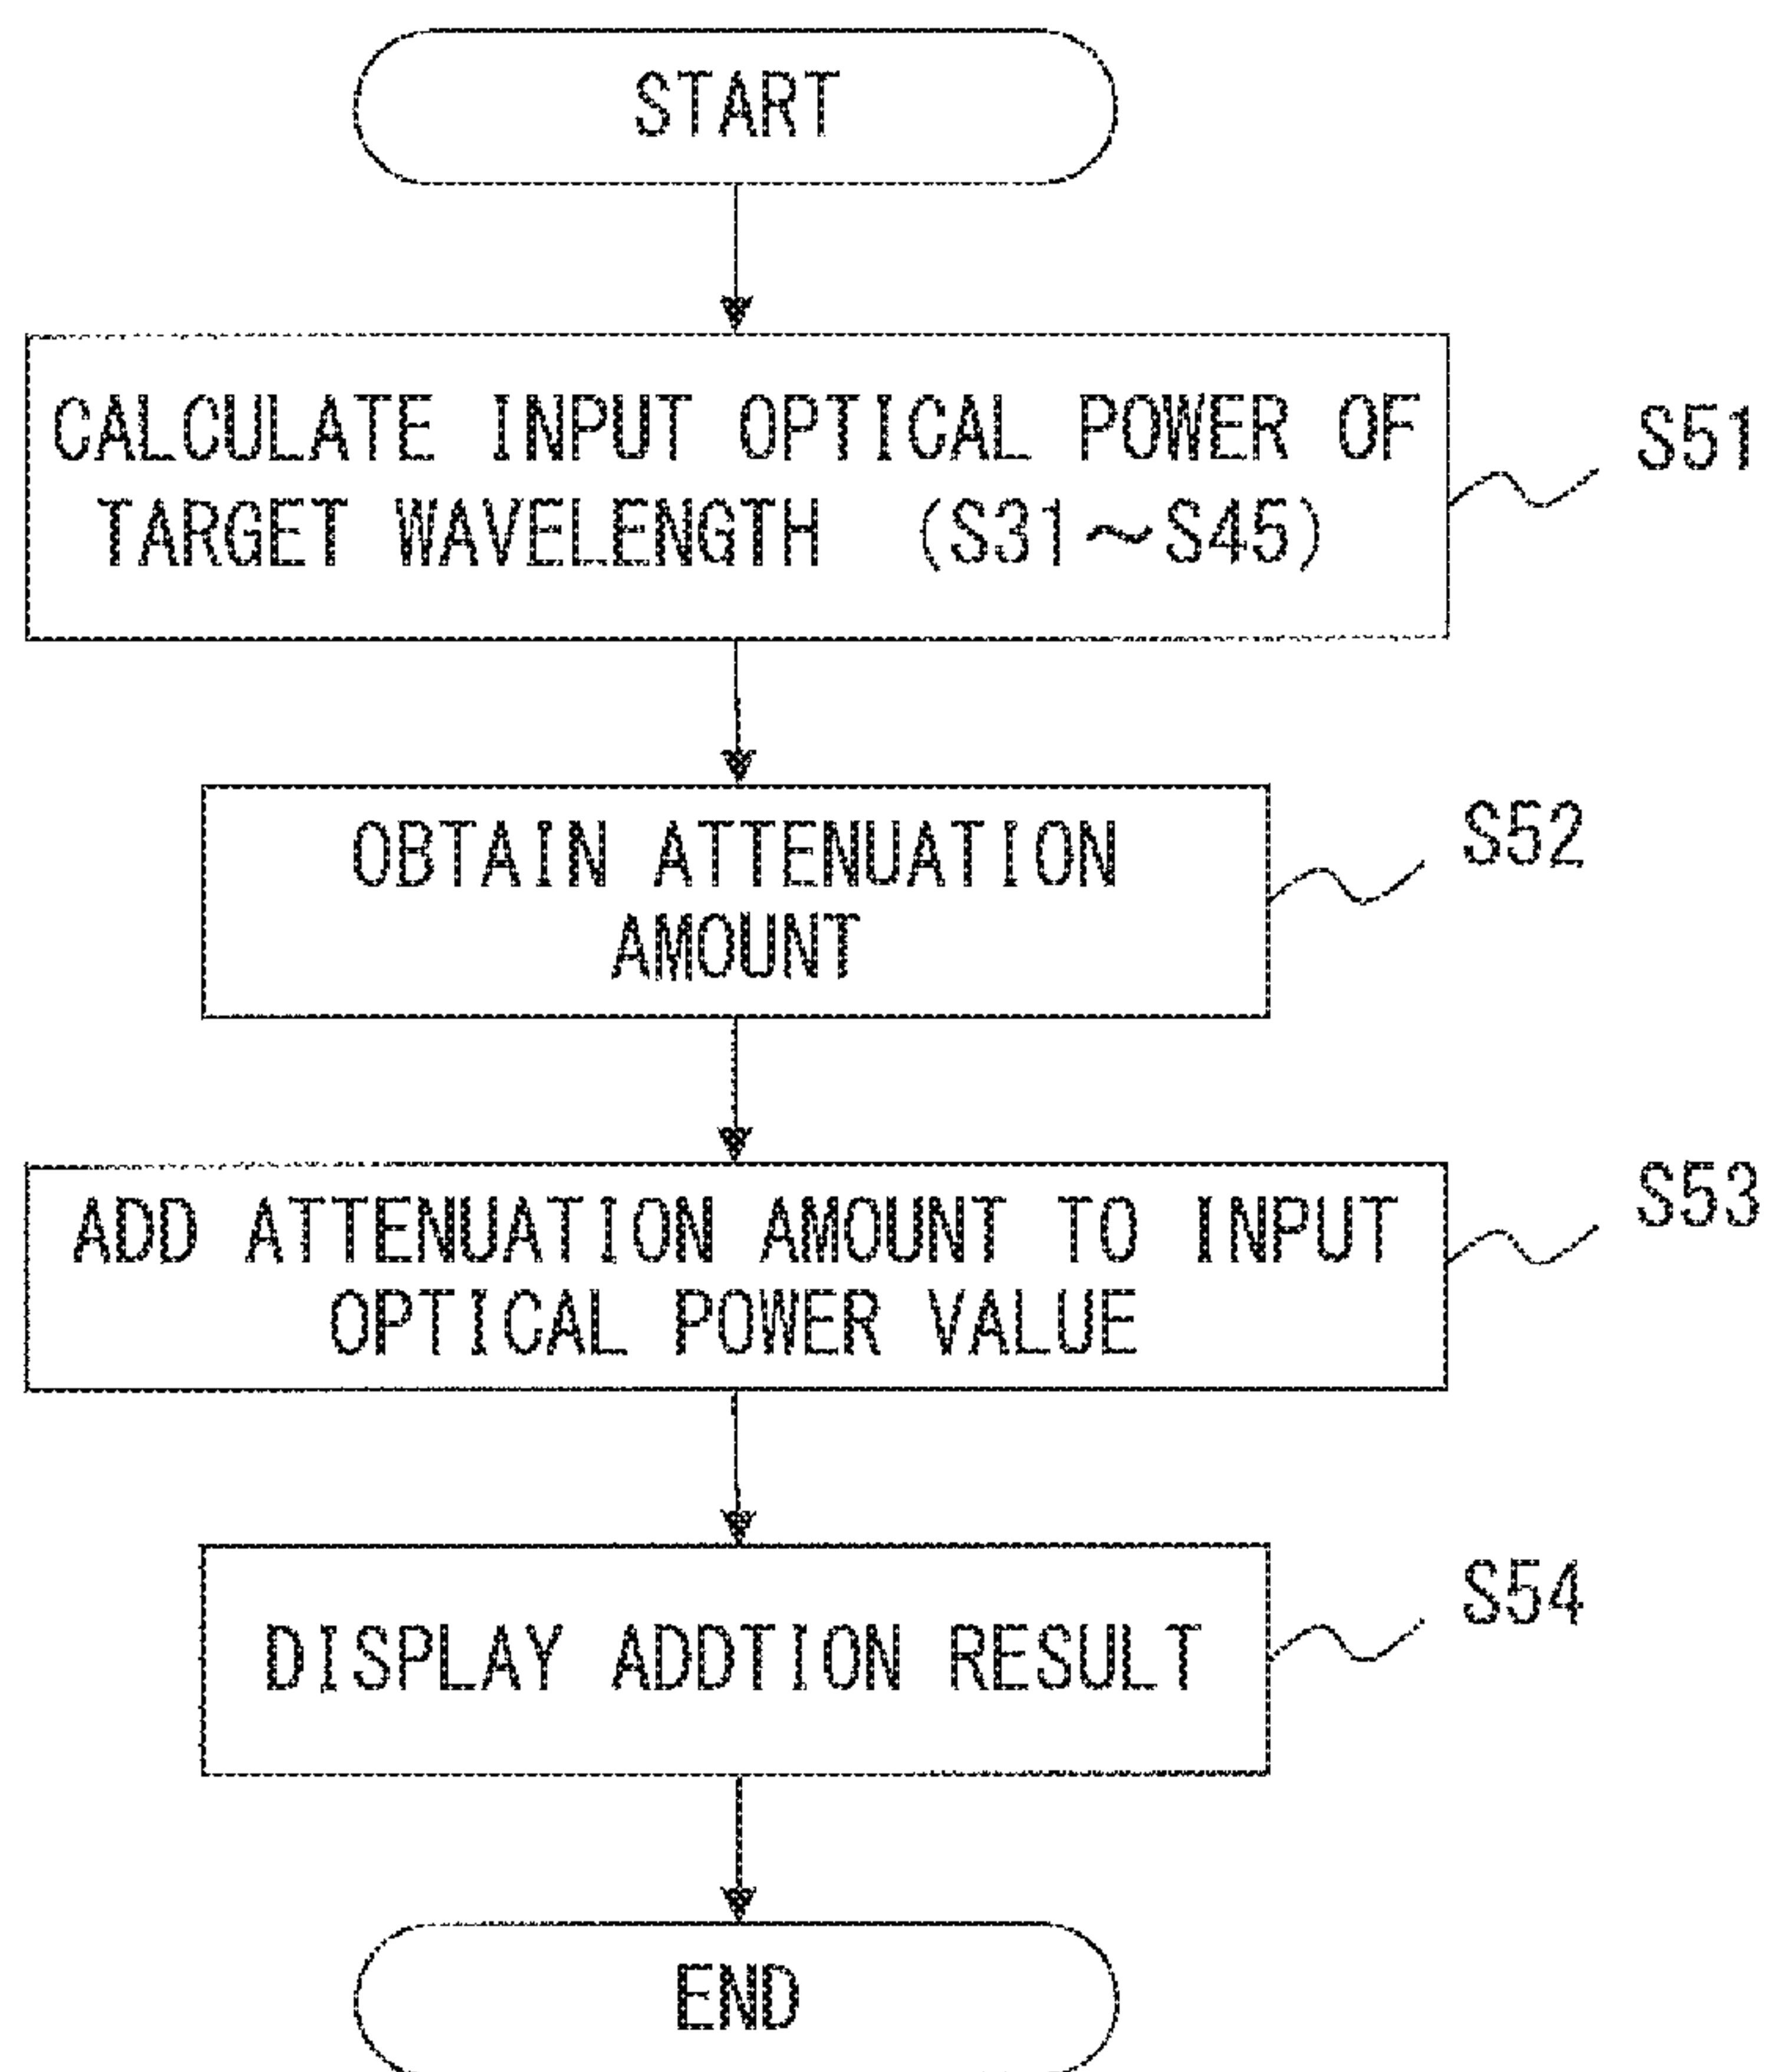 START
CALCULATE INPUT OPTICAL POWER OF
TARGET WAVELENGTH (S31~S45)
S51
OBTAIN ATTENUATION
AMOUNT
S52
ADD ATTENUATION AMOUNT TO INPUT
OPTICAL POWER VALUE
S53
DISPLAY ADDTION RESULT
S54
END